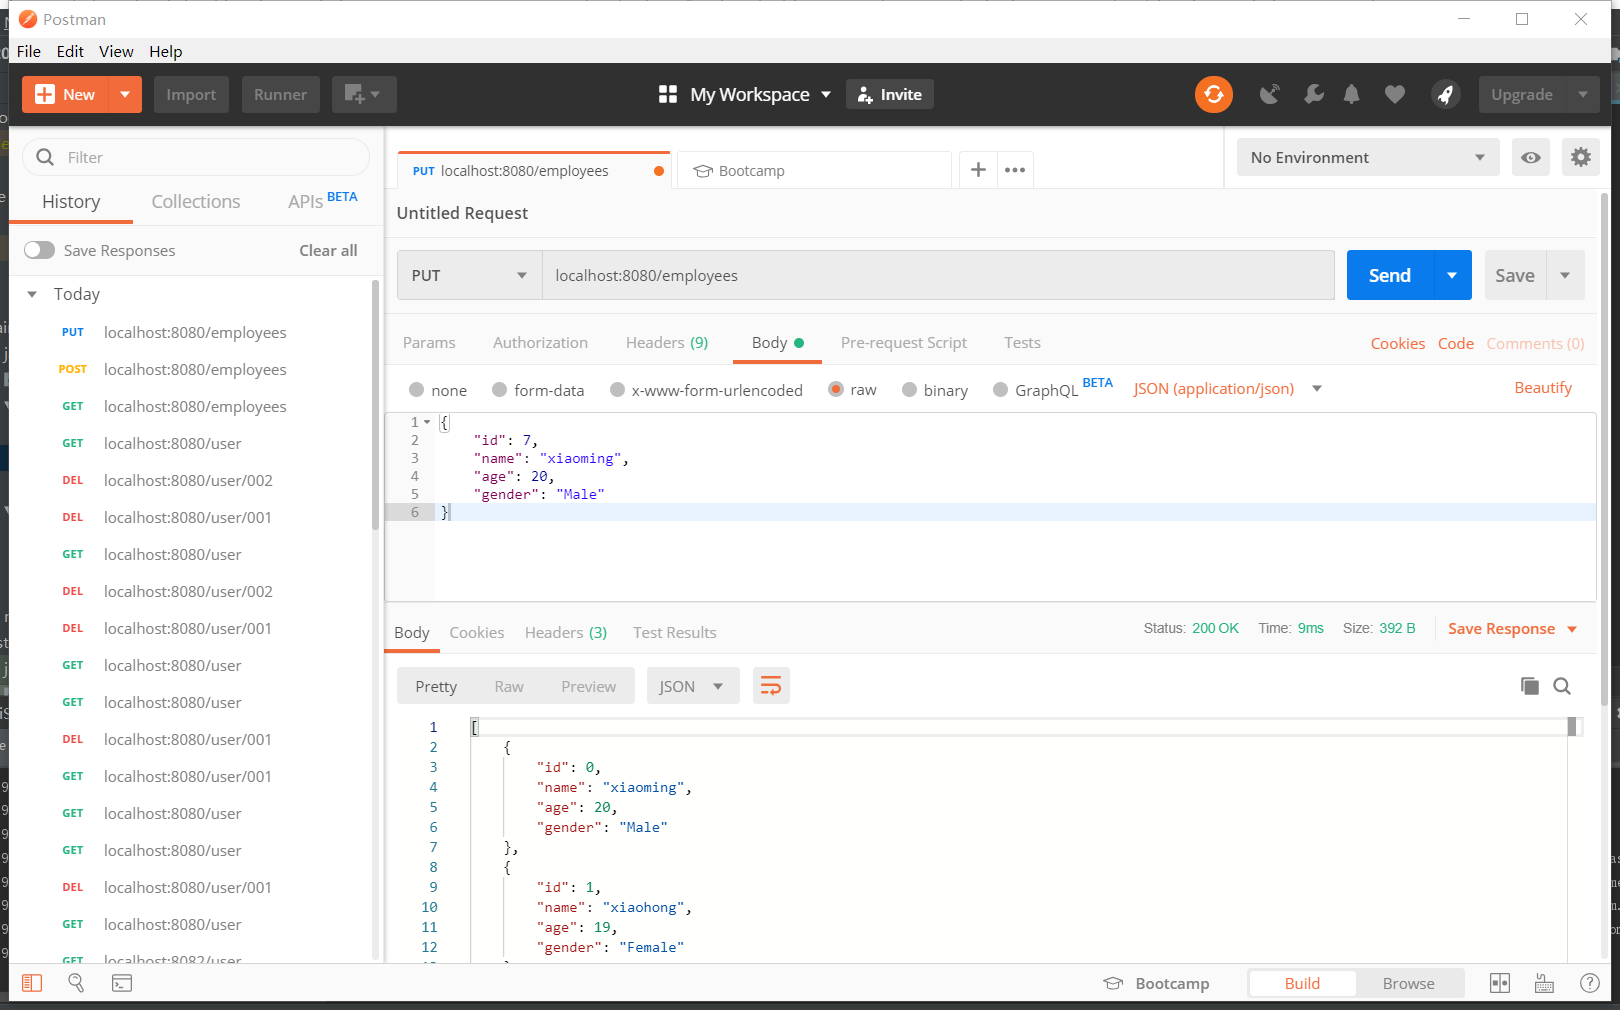 Postman
File Edit View Help
New Import Runner My Workspace Invite Upgrade
Filter
History Collections APIs BETA
Save Responses Clear all
Today
PUT localhost:8080/employees
POST localhost:8080/employees
GET localhost:8080/employees
GET localhost:8080/user
DEL localhost:8080/user/002
DEL localhost:8080/user/001
GET localhost:8080/user
DEL localhost:8080/user/002
DEL localhost:8080/user/001
GET localhost:8080/user
GET localhost:8080/user
DEL localhost:8080/user/001
GET localhost:8080/user/001
GET localhost:8080/user
GET localhost:8080/user
DEL localhost:8080/user/001
GET localhost:8080/user
GET localhost:8082/user
PUT localhost:8080/employees Bootcamp
No Environment
Untitled Request
PUT localhost:8080/employees Send Save
Params Authorization Headers (9) Body Pre-request Script Tests Cookies Code Comments (0)
none form-data x-www-form-urlencoded raw binary GraphQL BETA JSON (application/json) Beautify
1 {
2 "id": 7,
3 "name": "xiaoming",
4 "age": 20,
5 "gender": "Male"
6 }
Body Cookies Headers (3) Test Results Status: 200 OK Time: 9ms Size: 392 B Save Response
Pretty Raw Preview JSON
1 [
2 {
3 "id": 0,
4 "name": "xiaoming",
5 "age": 20,
6 "gender": "Male"
7 },
8 {
9 "id": 1,
10 "name": "xiaohong",
11 "age": 19,
12 "gender": "Female"
Bootcamp Build Browse